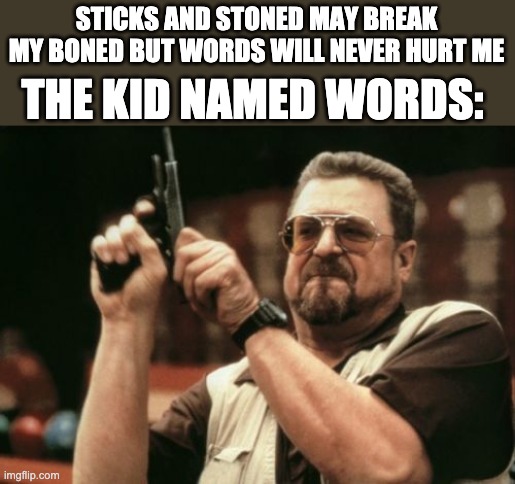 STICKS AND STONED MAY BREAK
MY BONED BUT WORDS WILL NEVER HURT ME
THE KID NAMED WORDS:
imgflip.com